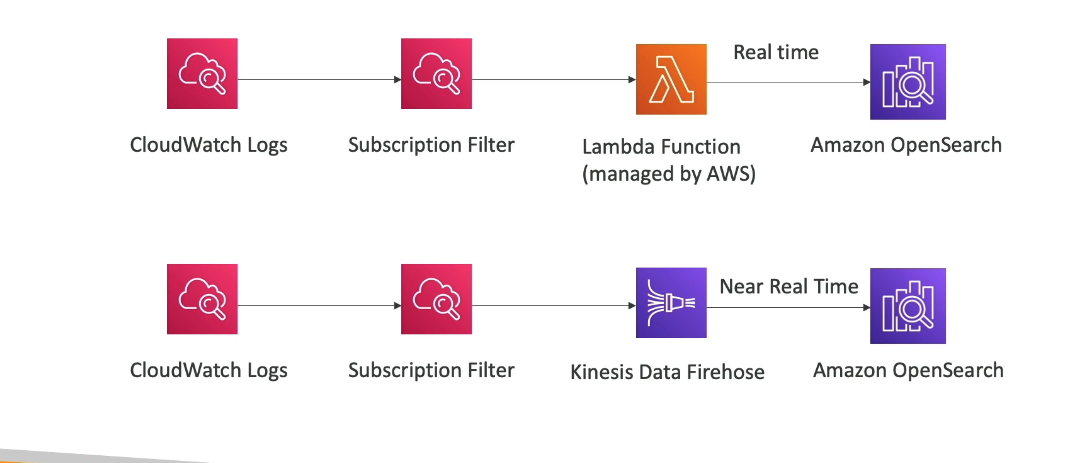 Real time
CloudWatch Logs
Subscription Filter
Lambda Function
(managed by AWS)
Amazon OpenSearch
Near Real Time
CloudWatch Logs
Subscription Filter
Kinesis Data Firehose
Amazon OpenSearch